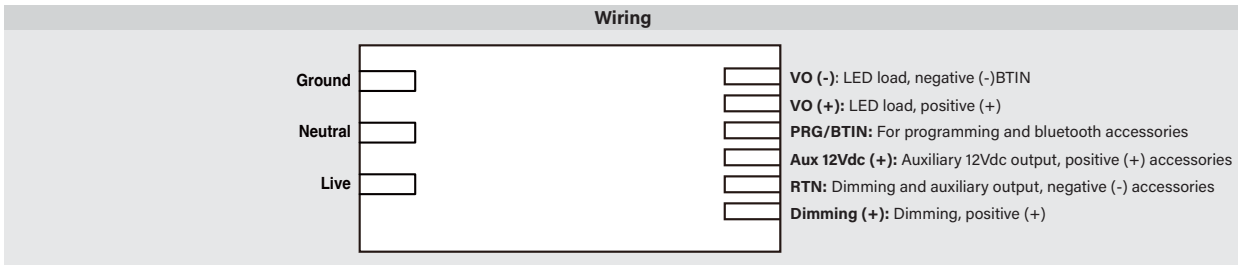 Wiring
Ground
Neutral
Live
VO (-): LED load, negative (-)BTIN
VO (+): LED load, positive (+)
PRG/BTIN: For programming and bluetooth accessories
Aux 12Vdc (+): Auxiliary 12Vdc output, positive (+) accessories
RTN: Dimming and auxiliary output, negative (-) accessories
Dimming (+): Dimming, positive (+)